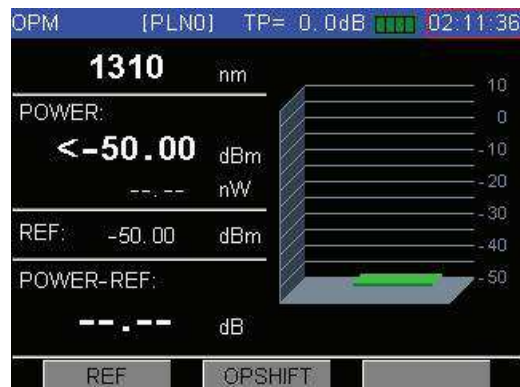 OPM [PLN0] TP= 0.0dB 02:11:36
1310 nm
POWER:
<-50.00 dBm
--.-- nW
REF: -50.00 dBm
POWER-REF:
--.-- dB
10
0
-10
-20
-30
-40
-50
REF OPSHIFT